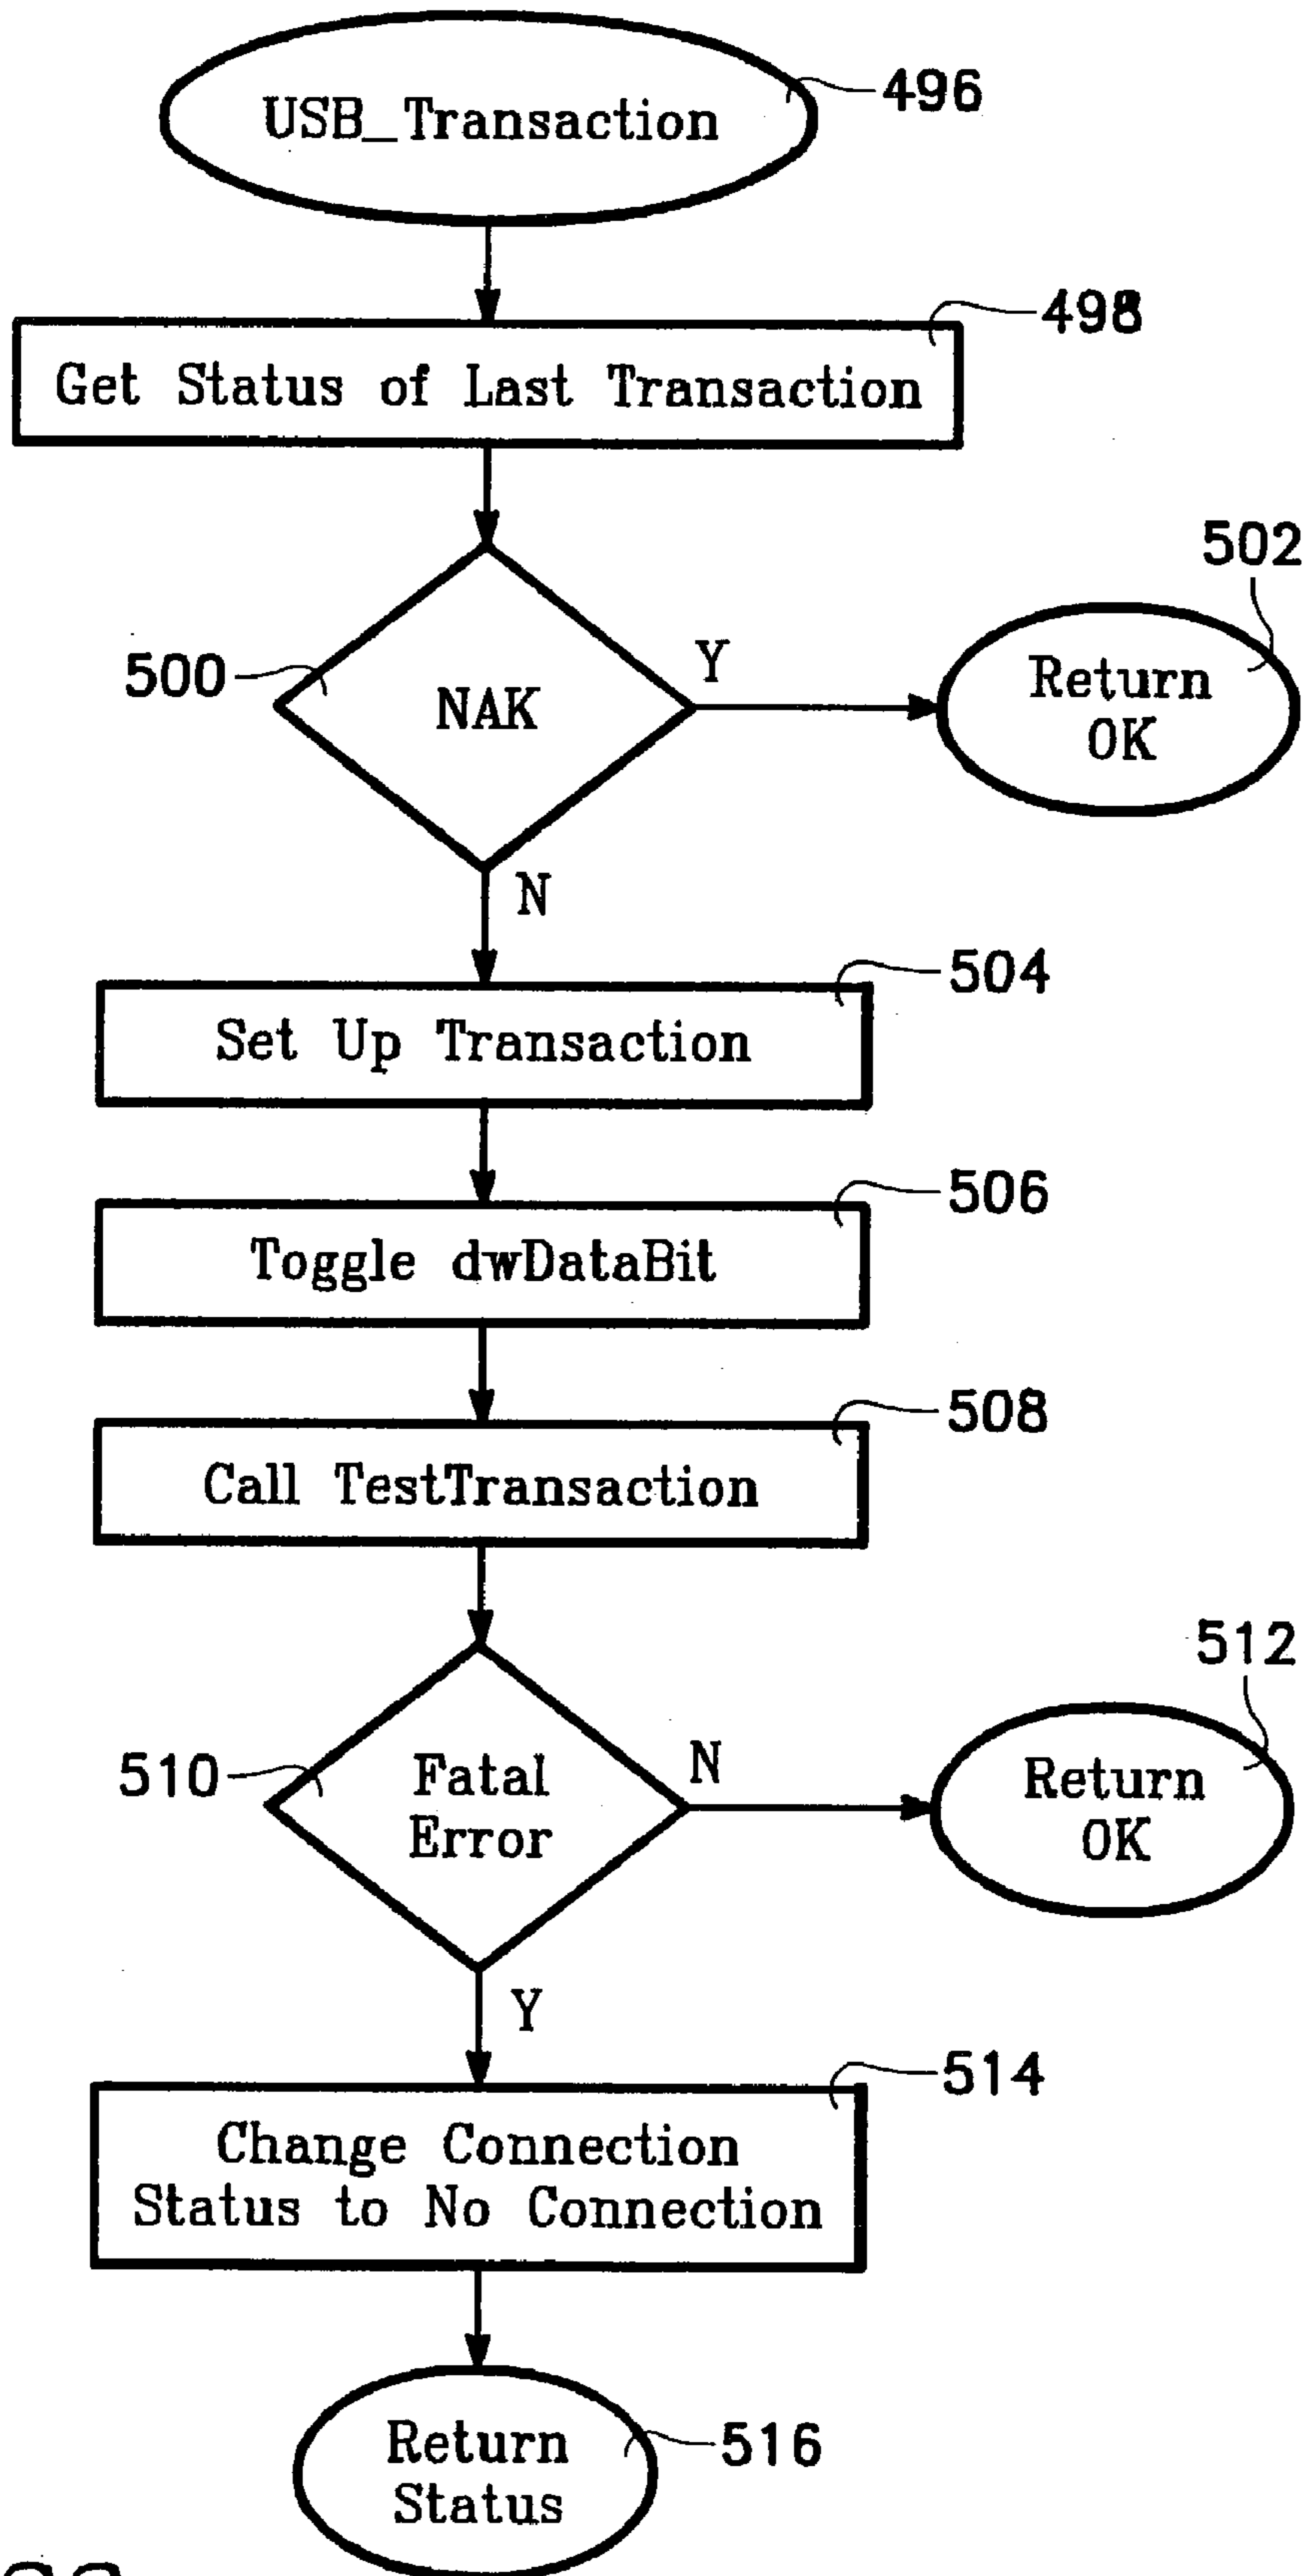 USB_Transaction
496
498
Get Status of Last Transaction
502
500
NAK
Y
Return
OK
N
504
Set Up Transaction
506
Toggle dwDataBit
508
Call TestTransaction
512
510
Fatal
Error
N
Return
OK
Y
514
Change Connection
Status to No Connection
516
Return
Status